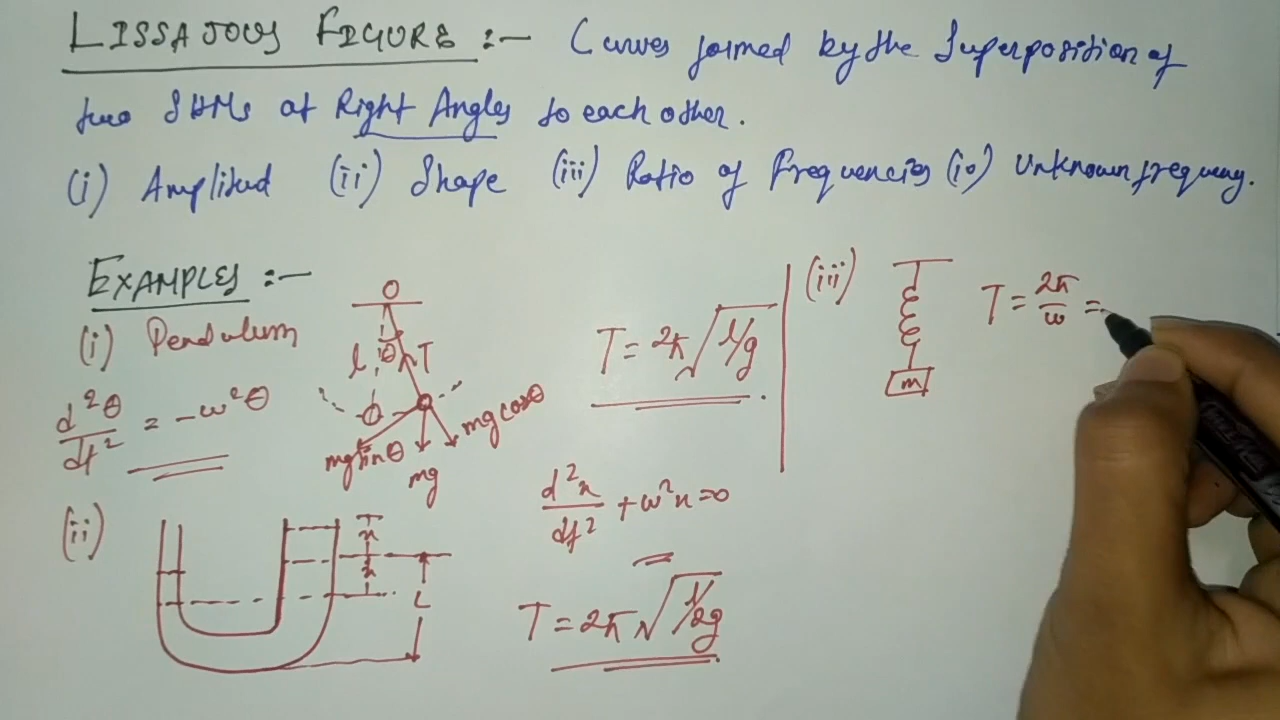 LISSAJOUS FIGURE :- Curves formed by the Superposition of
two SHMs at Right Angles to each other.
(i) Amplitud (ii) Shape (iii) Ratio of Frequencies (iv) Unknown frequency.
EXAMPLES :-
(i) Pendulum
d²θ/dt² = -ω²θ
l θ T
mg sinθ
mg
mg cosθ
T = 2π√l/g
(ii)
x
x
L
d²x/dt² + ω²x = 0
T = 2π√l/2g
(iii)
m
T = 2π/ω =